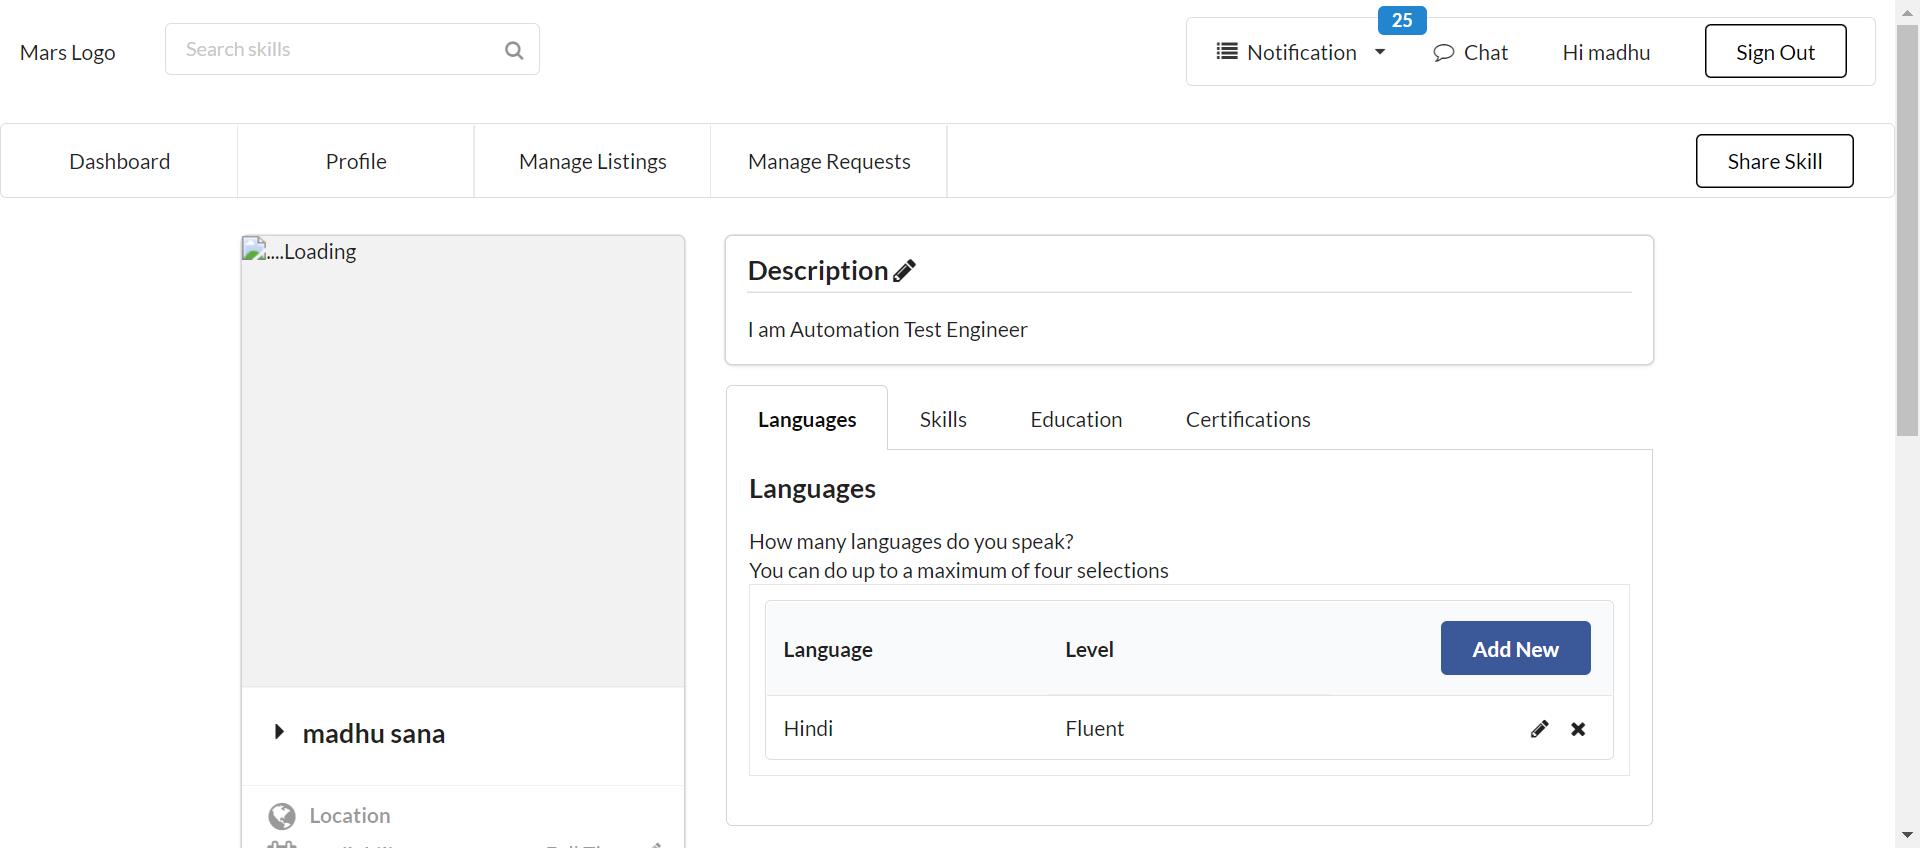 Mars Logo
Search skills
Notification
25
Chat
Hi madhu
Sign Out
Dashboard
Profile
Manage Listings
Manage Requests
Share Skill
....Loading
madhu sana
Location
Description
I am Automation Test Engineer
Languages
Skills
Education
Certifications
Languages
How many languages do you speak?
You can do up to a maximum of four selections
Language
Level
Add New
Hindi
Fluent